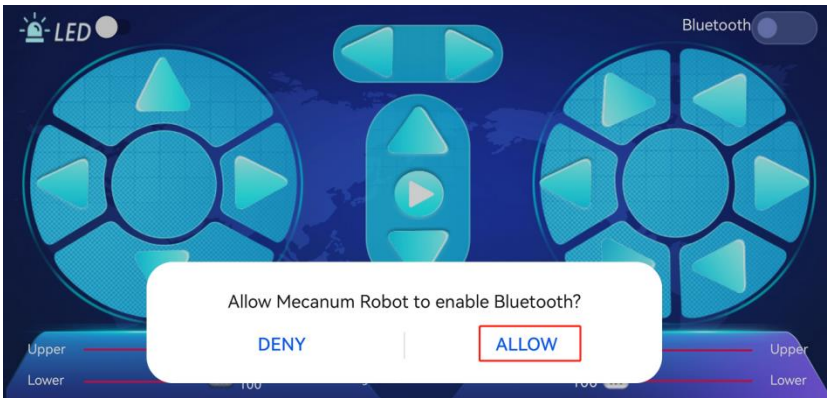 LED
Bluetooth
Allow Mecanum Robot to enable Bluetooth?
DENY
ALLOW
Upper
Upper
Lower
100
100
Lower